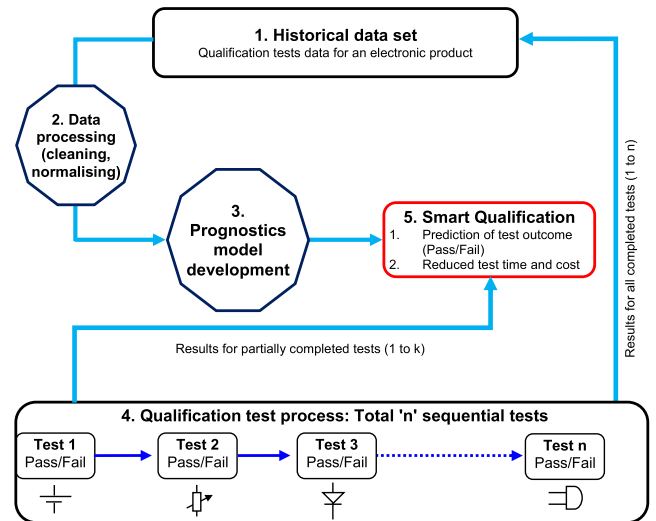 1. Historical data set
Qualification tests data for an electronic product
2. Data
processing
(cleaning,
normalising)
3.
Prognostics
model
development
5. Smart Qualification
1. Prediction of test outcome
(Pass/Fail)
2. Reduced test time and cost
Results for all completed tests (1 to n)
Results for partially completed tests (1 to k)
4. Qualification test process: Total 'n' sequential tests
Test 1
Pass/Fail
Test 2
Pass/Fail
Test 3
Pass/Fail
Test n
Pass/Fail